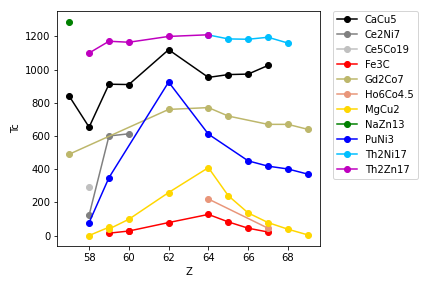 1200
1000
800
600
400
200
0
Tc
58
60
62
64
66
68
Z
CaCu5
Ce2Ni7
Ce5Co19
Fe3C
Gd2Co7
Ho6Co4.5
MgCu2
NaZn13
PuNi3
Th2Ni17
Th2Zn17